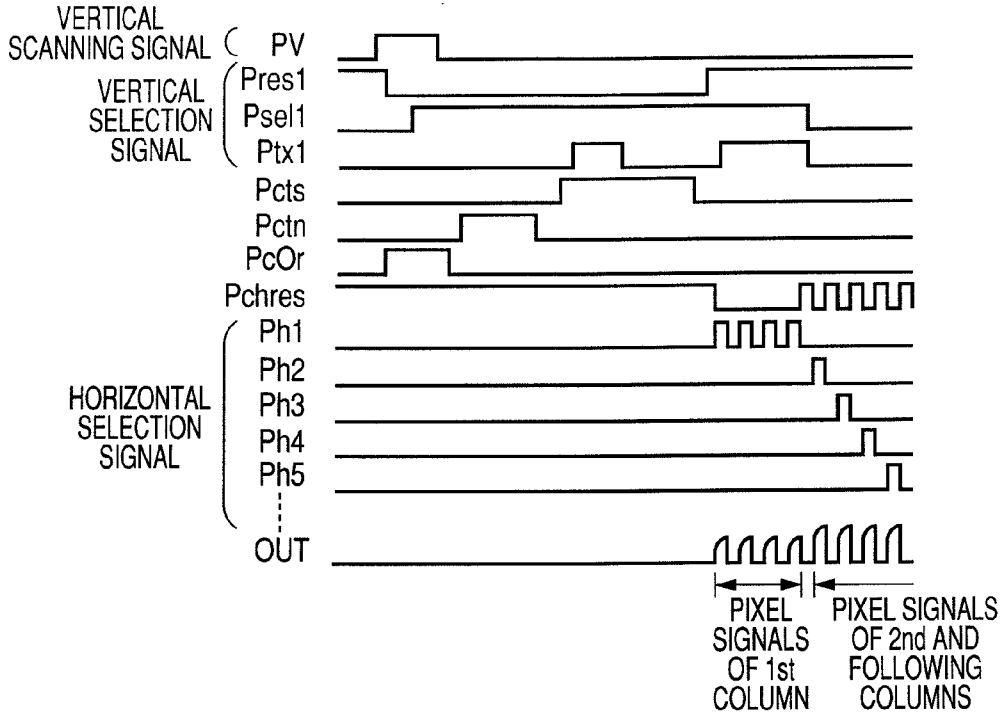 VERTICAL
SCANNING SIGNAL
PV
VERTICAL
SELECTION
SIGNAL
Pres1
Psel1
Ptx1
Pcts
Pctn
PcOr
Pchres
HORIZONTAL
SELECTION
SIGNAL
Ph1
Ph2
Ph3
Ph4
Ph5
OUT
PIXEL
SIGNALS
OF 1st
COLUMN
PIXEL SIGNALS
OF 2nd AND
FOLLOWING
COLUMNS